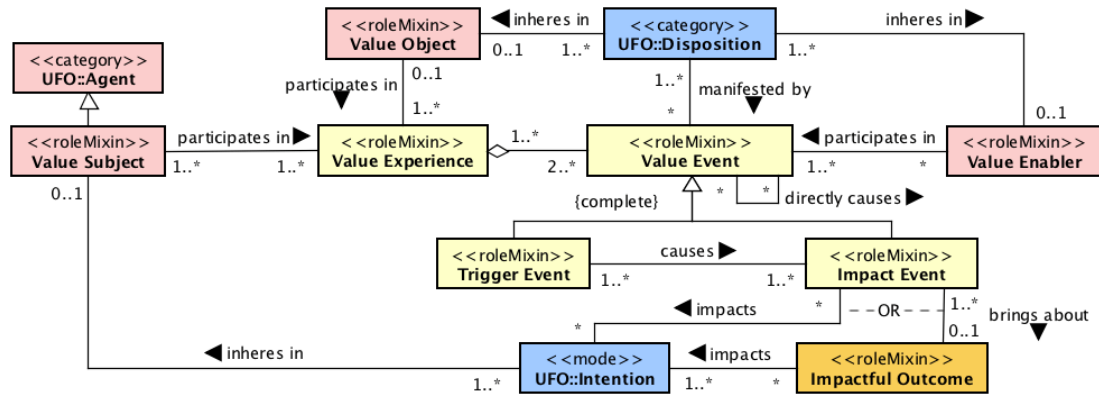 <<roleMixin>>
Value Object
◀ inheres in
0..1
1..*
<<category>>
UFO::Disposition
inheres in ▶
1..*
<<category>>
UFO::Agent
0..1
participates in
▼
1..*
1..*
manifested by
▼
*
0..1
<<roleMixin>>
Value Subject
participates in ▶
1..*
1..*
<<roleMixin>>
Value Experience
1..*
2..*
<<roleMixin>>
Value Event
◀ participates in
1..*
*
<<roleMixin>>
Value Enabler
0..1
{complete}
*
*
directly causes ▶
<<roleMixin>>
Trigger Event
causes ▶
1..*
1..*
<<roleMixin>>
Impact Event
◀ impacts
*
OR
1..*
brings about
▼
*
0..1
◀ inheres in
1..*
<<mode>>
UFO::Intention
◀ impacts
1..*
*
<<roleMixin>>
Impactful Outcome